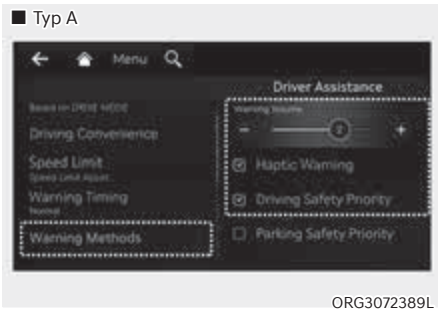 ■ Typ A
Menu
Driver Assistance
Based on DRIVE MODE
Driving Convenience
Speed Limit
Speed Limit Assist
Warning Timing
Normal
Warning Methods
Warning Volume
- 2 +
Haptic Warning
Driving Safety Priority
Parking Safety Priority
ORG3072389L